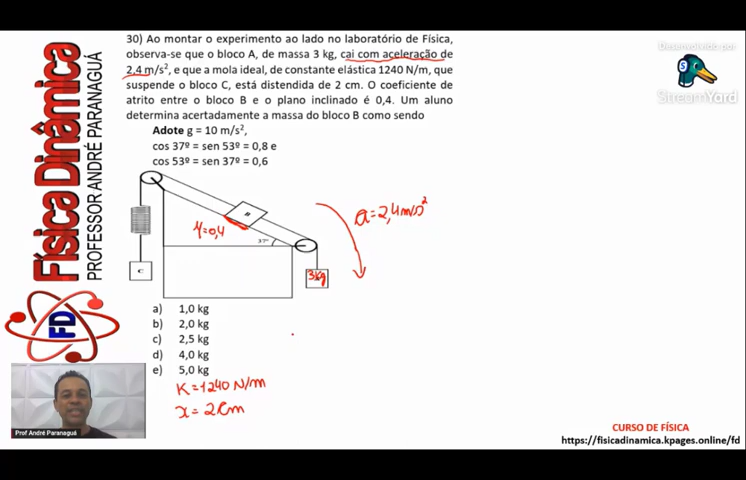 30) Ao montar o experimento ao lado no laboratório de Física,
observa-se que o bloco A, de massa 3 kg, cai com aceleração de
2,4 m/s², e que a mola ideal, de constante elástica 1240 N/m, que
suspende o bloco C, está distendida de 2 cm. O coeficiente de
atrito entre o bloco B e o plano inclinado é 0,4. Um aluno
determina acertadamente a massa do bloco B como sendo
Adote g = 10 m/s²,
cos 37º = sen 53º = 0,8 e
cos 53º = sen 37º = 0,6
B
μ=0,4
37°
C
3kg
a=2,4m/s²
a) 1,0 kg
b) 2,0 kg
c) 2,5 kg
d) 4,0 kg
e) 5,0 kg
K=1240 N/m
x=2cm
Física Dinâmica
PROFESSOR ANDRÉ PARANAGUÁ
FD
Prof André Paranaguá
Desenvolvido por
StreamYard
CURSO DE FÍSICA
https://fisicadinamica.kpages.online/fd